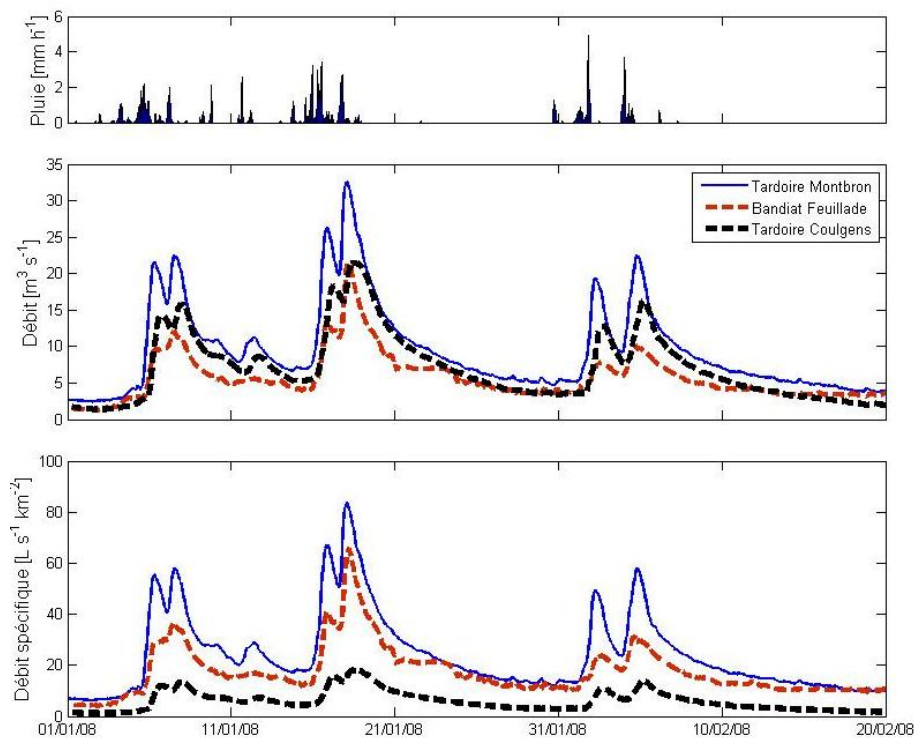 6
4
2
0
Pluie [mm h⁻¹]
35
30
25
20
15
10
5
0
Débit [m³ s⁻¹]
Tardoire Montbron
Bandiat Feuillade
Tardoire Coulgens
100
80
60
40
20
0
Débit spécifique [L s⁻¹ km⁻²]
01/01/08 11/01/08 21/01/08 31/01/08 10/02/08 20/02/08